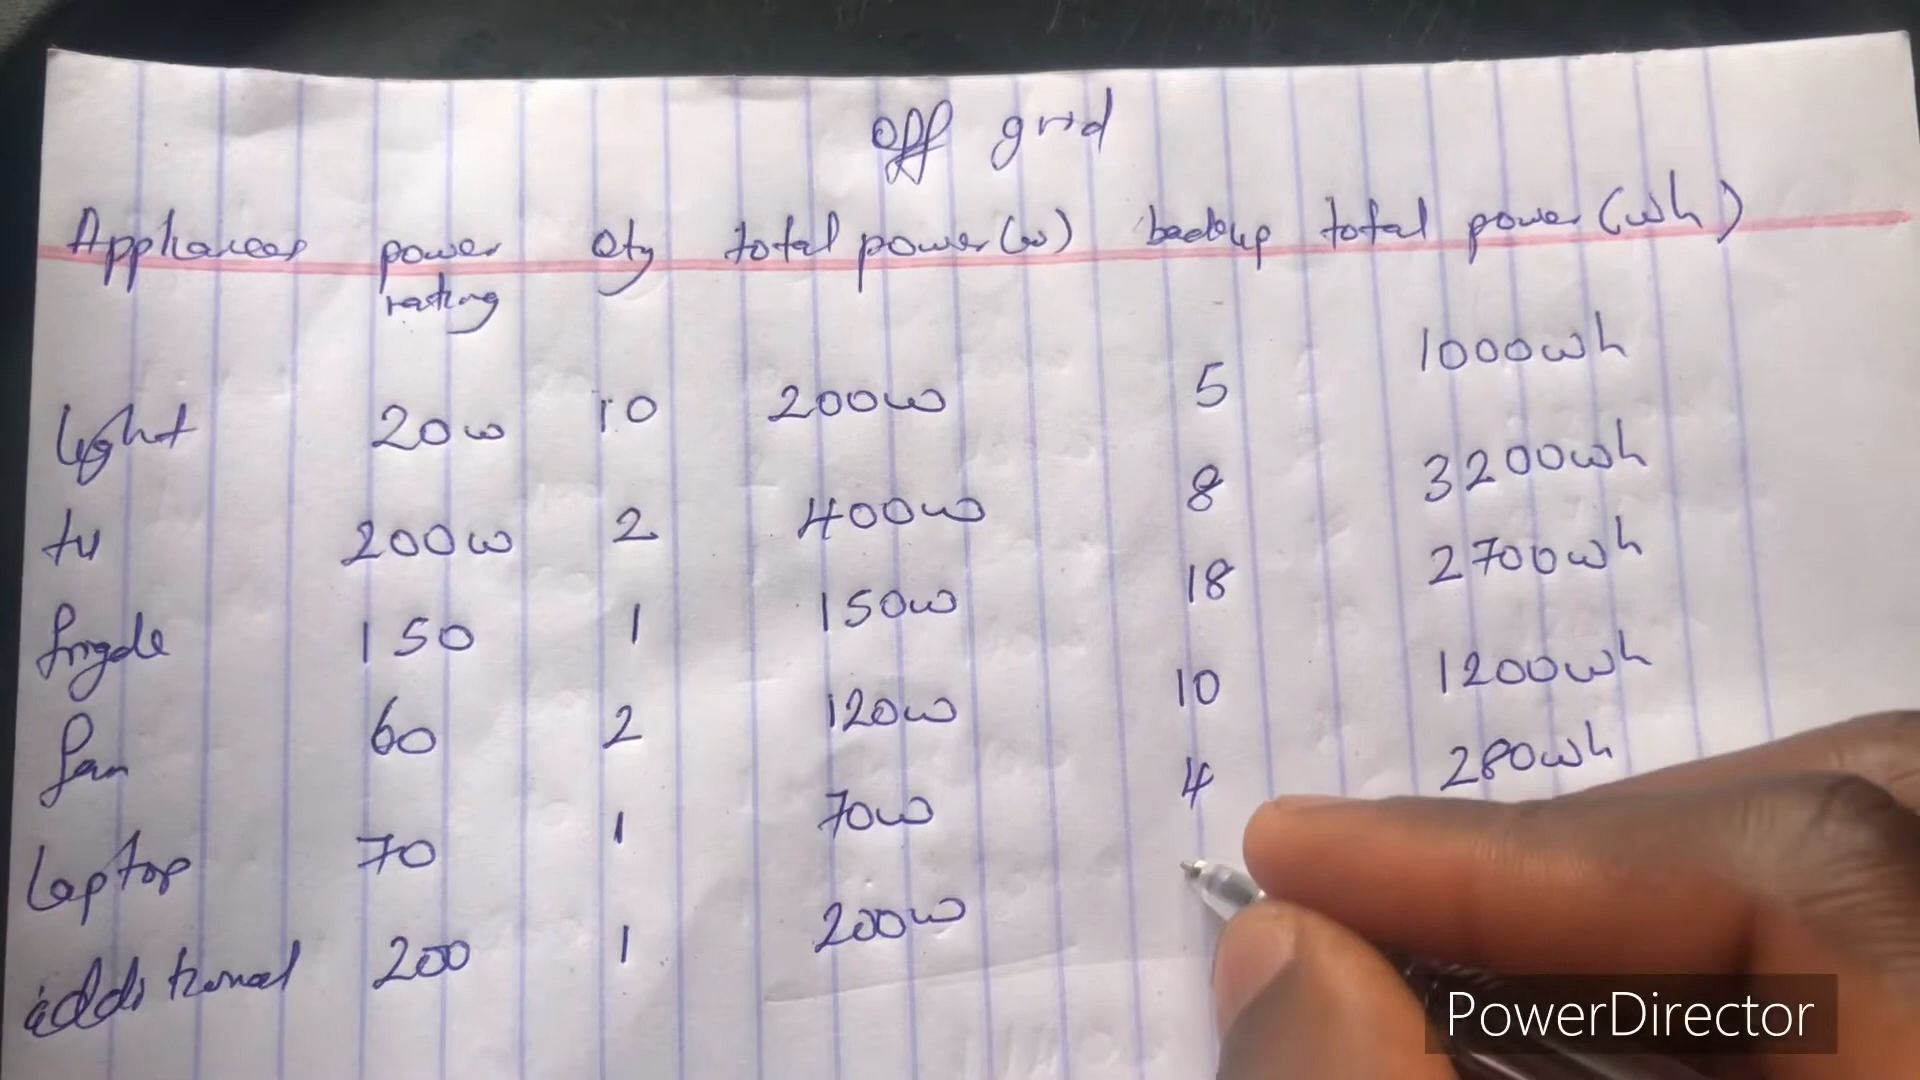 off grid
Appliances power rating Qty total power(w) backup total power(wh)
light 20w 10 200w 5 1000wh
tv 200w 2 400w 8 3200wh
frigde 150 1 150w 18 2700wh
fan 60 2 120w 10 1200wh
laptop 70 1 70w 4 280wh
additional 200 1 200w
PowerDirector